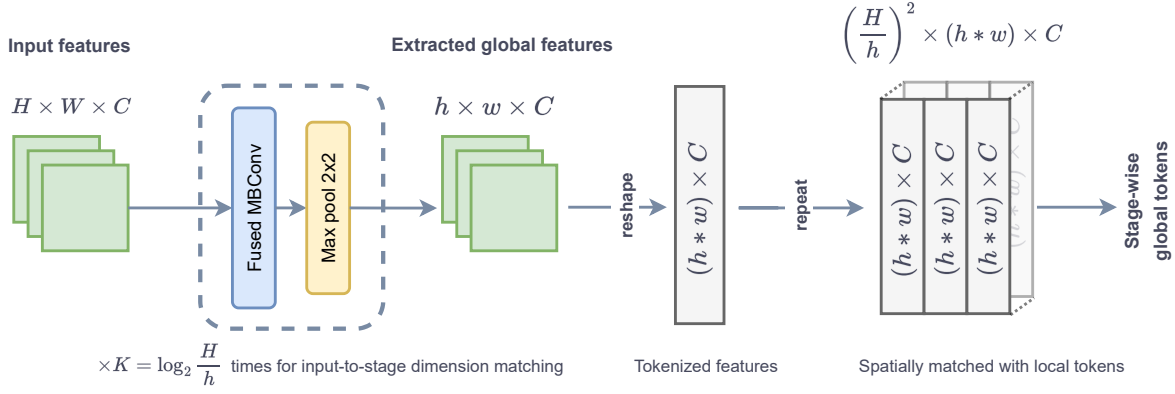 Input features
H × W × C
Fused MBConv
Max pool 2x2
×K = log₂ H/h times for input-to-stage dimension matching
Extracted global features
h × w × C
reshape
(h * w) × C
Tokenized features
repeat
(H/h)² × (h * w) × C
(h * w) × C
(h * w) × C
(h * w) × C
(h * w) × C
Spatially matched with local tokens
Stage-wise
global tokens